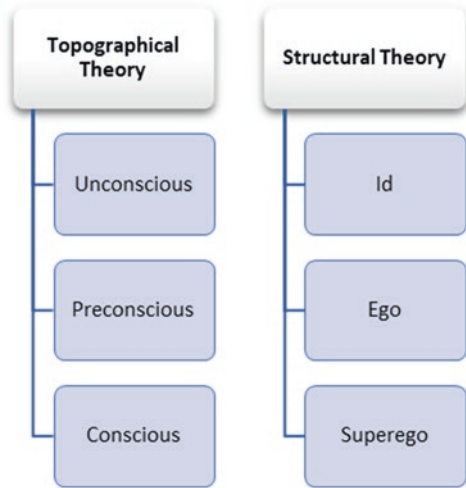 Topographical
Theory
Unconscious
Preconscious
Conscious
Structural Theory
Id
Ego
Superego